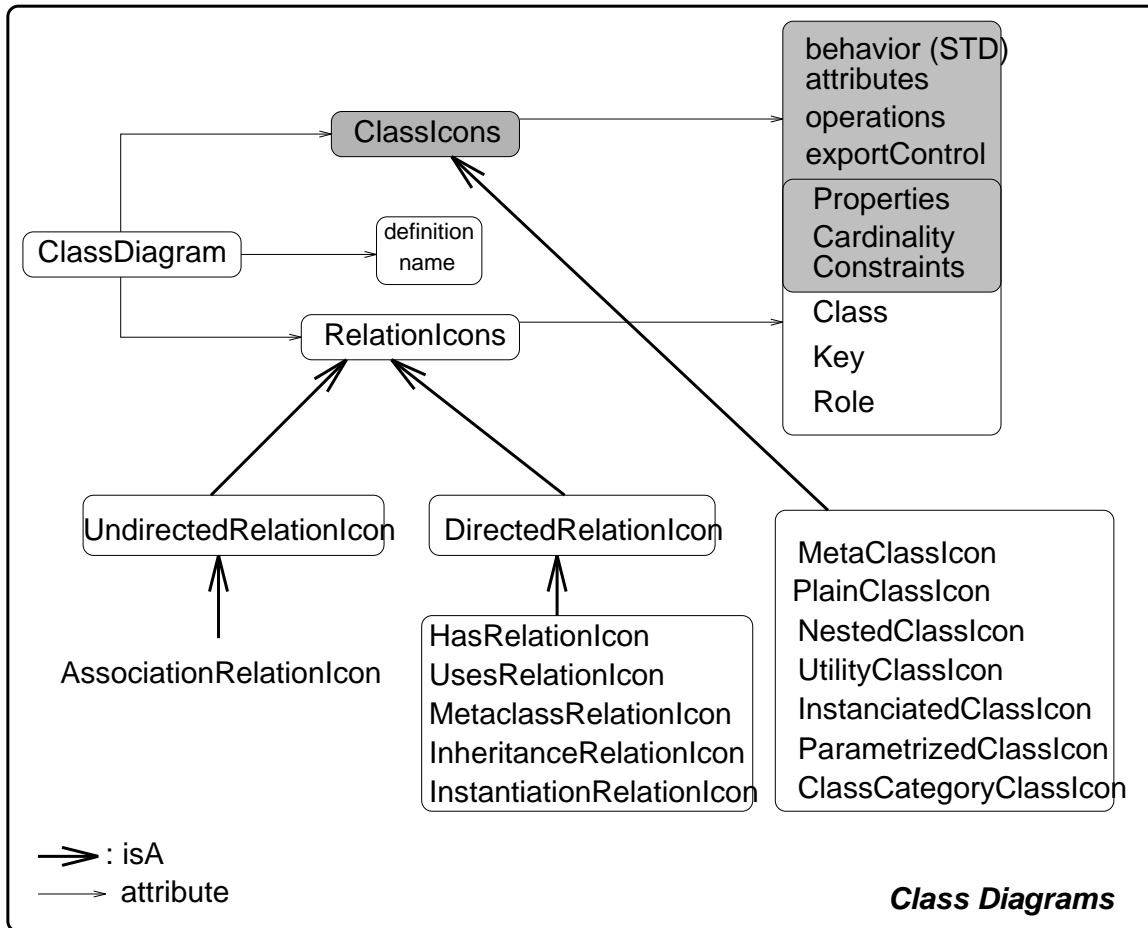 behavior (STD)
attributes
operations
exportControl
Properties
Cardinality
Constraints
Class
Key
Role
ClassIcons
definition
name
ClassDiagram
RelationIcons
UndirectedRelationIcon
DirectedRelationIcon
AssociationRelationIcon
HasRelationIcon
UsesRelationIcon
MetaclassRelationIcon
InheritanceRelationIcon
InstantiationRelationIcon
MetaClassIcon
PlainClassIcon
NestedClassIcon
UtilityClassIcon
InstanciatedClassIcon
ParametrizedClassIcon
ClassCategoryClassIcon
: isA
attribute
Class Diagrams